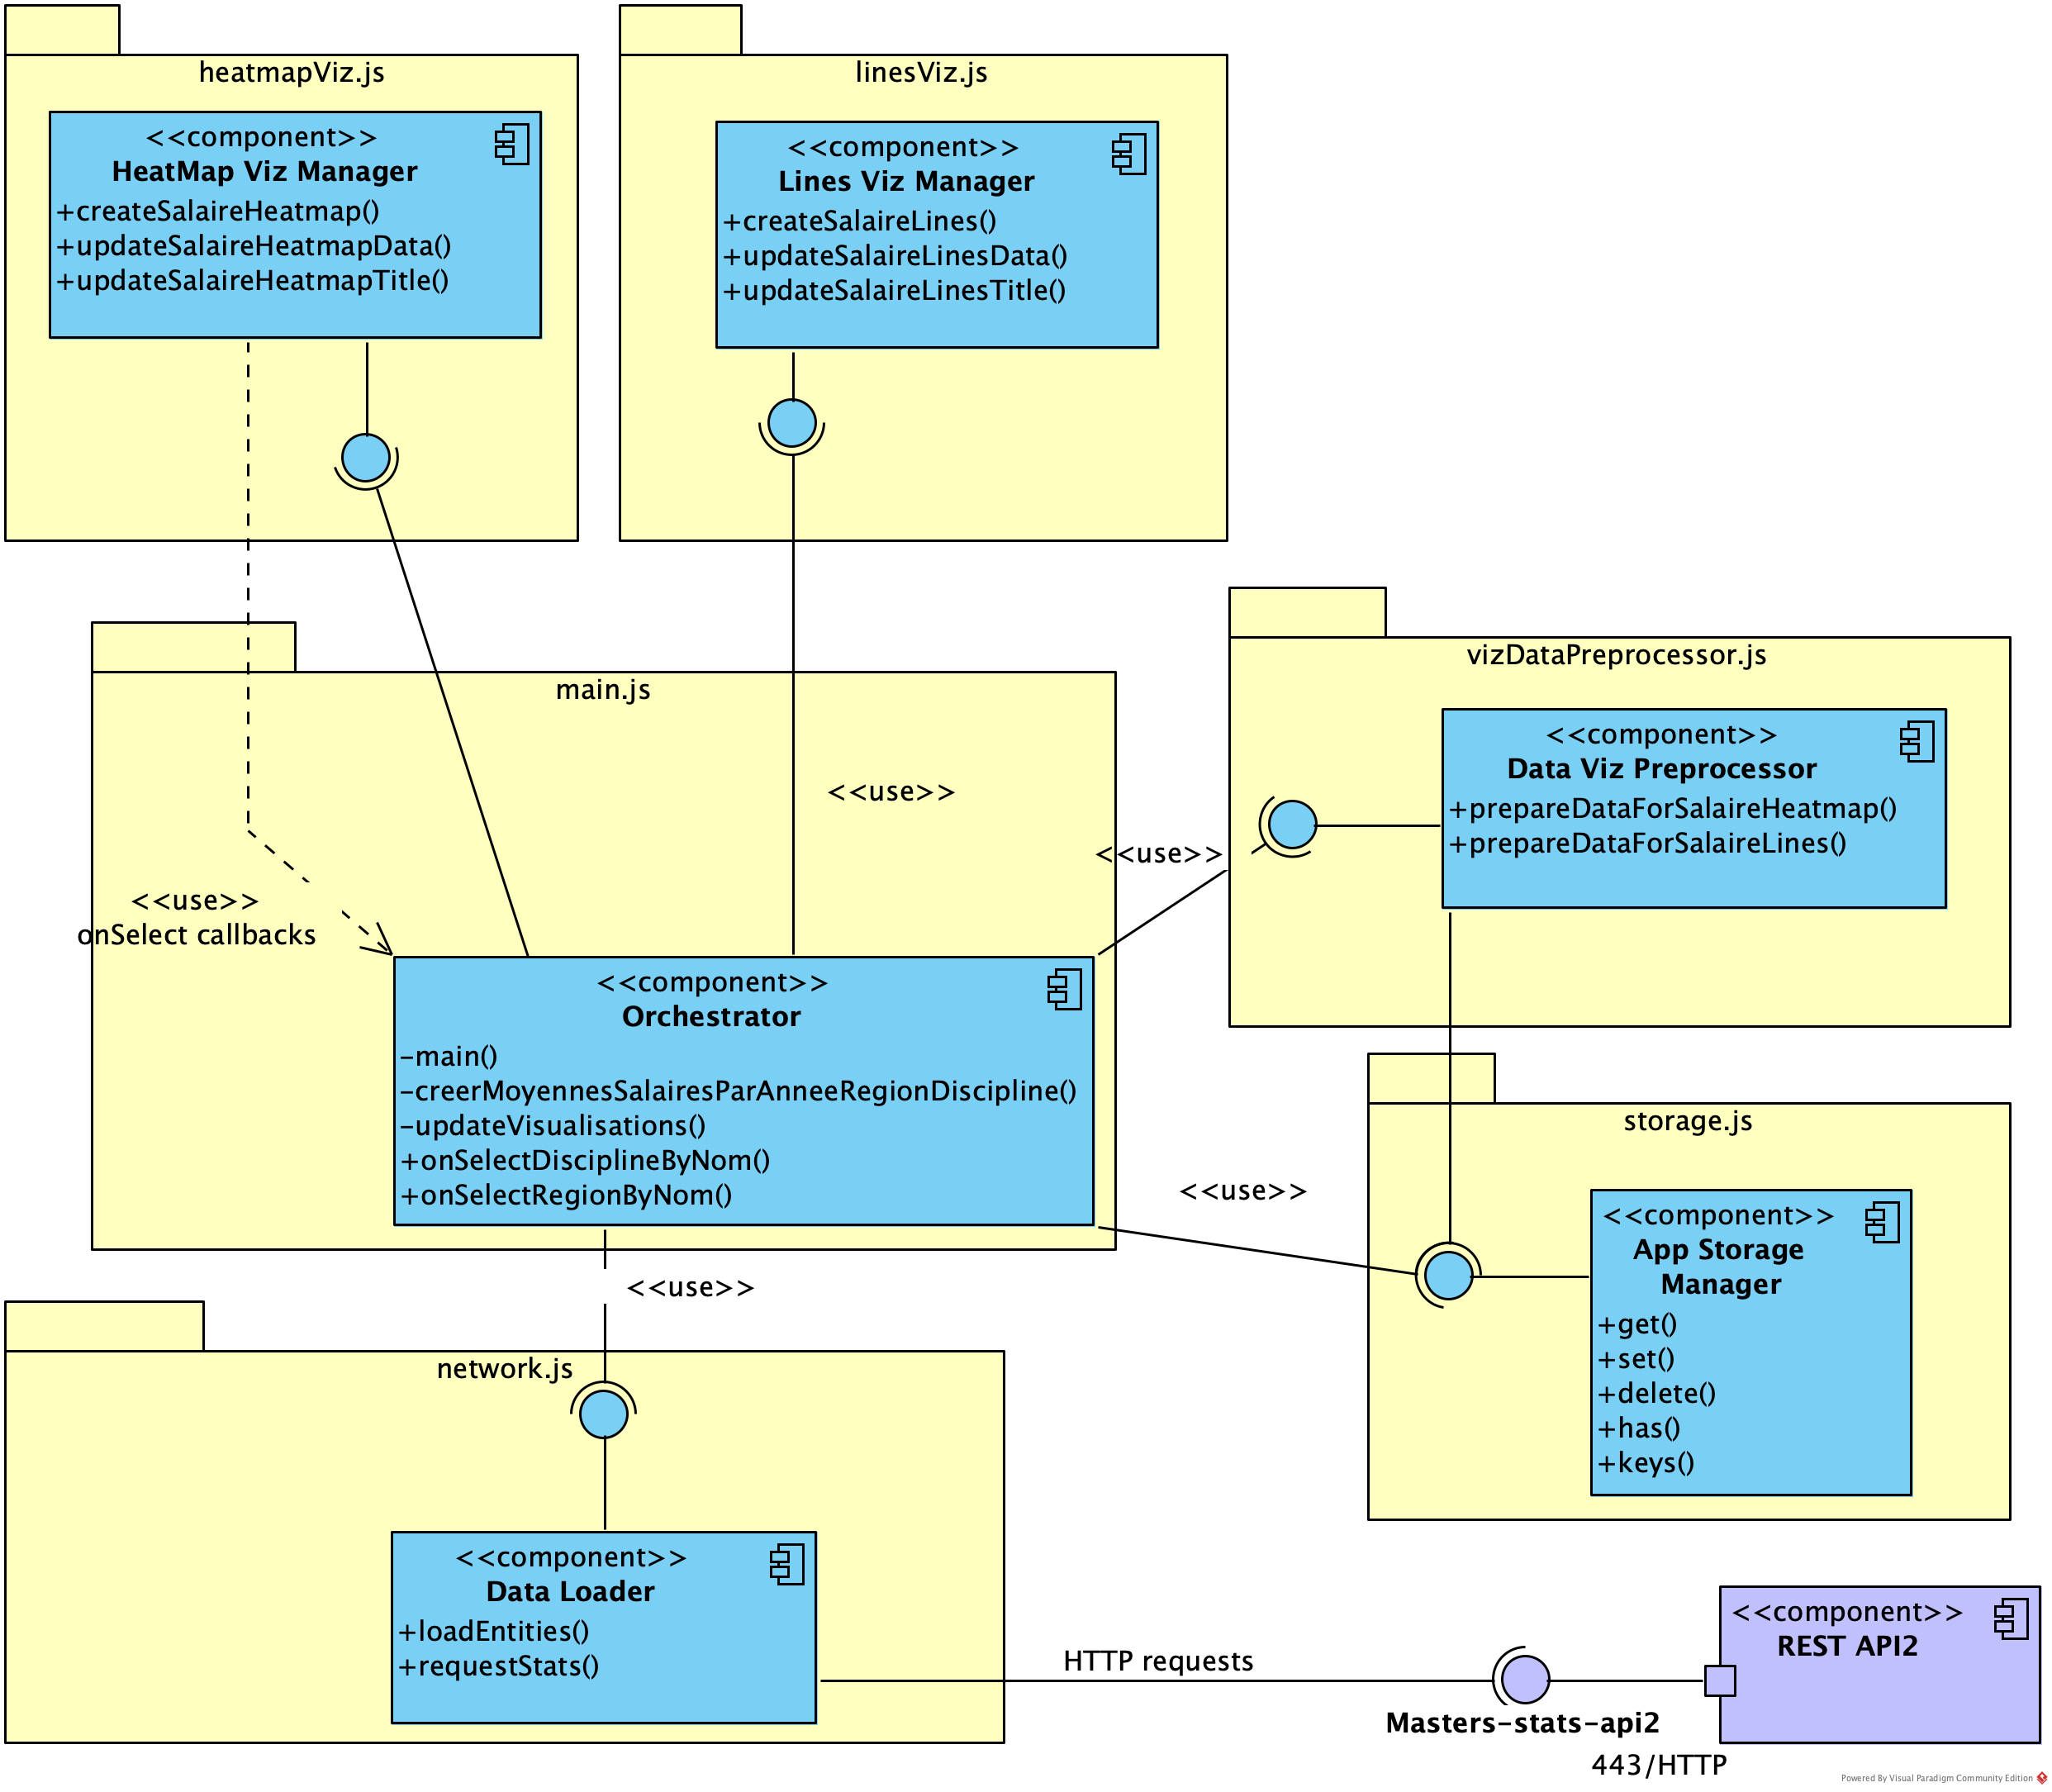 heatmapViz.js
<<component>>
HeatMap Viz Manager
+createSalaireHeatmap()
+updateSalaireHeatmapData()
+updateSalaireHeatmapTitle()
linesViz.js
<<component>>
Lines Viz Manager
+createSalaireLines()
+updateSalaireLinesData()
+updateSalaireLinesTitle()
main.js
<<use>>
<<use>>
<<use>>
onSelect callbacks
<<component>>
Orchestrator
-main()
-creerMoyennesSalairesParAnneeRegionDiscipline()
-updateVisualisations()
+onSelectDisciplineByNom()
+onSelectRegionByNom()
vizDataPreprocessor.js
<<component>>
Data Viz Preprocessor
+prepareDataForSalaireHeatmap()
+prepareDataForSalaireLines()
<<use>>
storage.js
<<component>>
App Storage
Manager
+get()
+set()
+delete()
+has()
+keys()
<<use>>
network.js
<<component>>
Data Loader
+loadEntities()
+requestStats()
HTTP requests
Masters-stats-api2
443/HTTP
<<component>>
REST API2
Powered By Visual Paradigm Community Edition